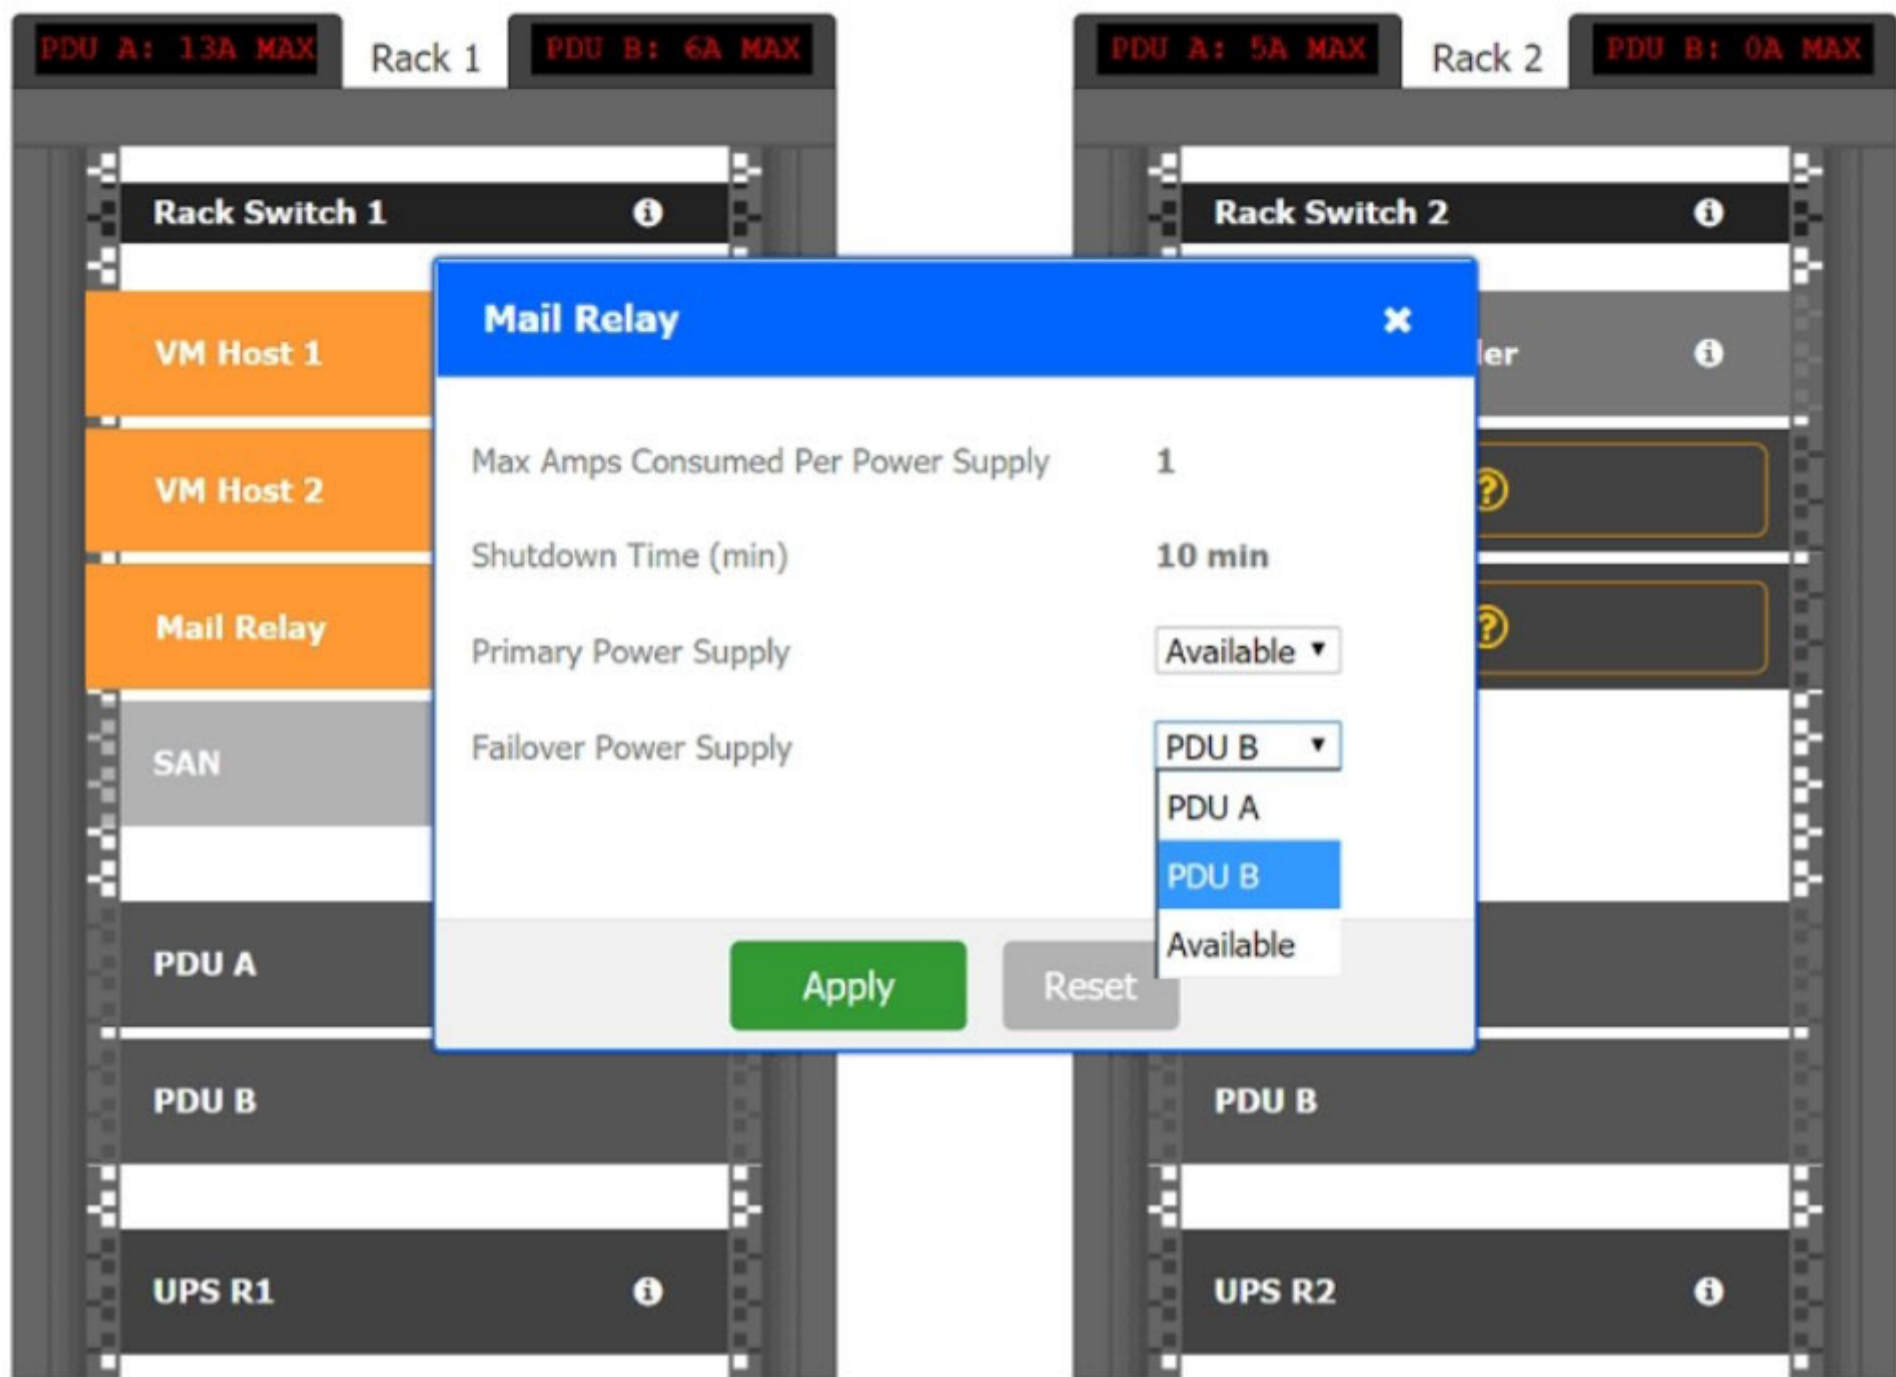 PDU A: 13A MAX
Rack 1
PDU B: 6A MAX
PDU A: 5A MAX
Rack 2
PDU B: 0A MAX
Rack Switch 1
Rack Switch 2
Mail Relay
VM Host 1
ler
VM Host 2
Max Amps Consumed Per Power Supply 1
Shutdown Time (min) 10 min
Mail Relay
Primary Power Supply Available
SAN
Failover Power Supply PDU B
PDU A
PDU B
Available
Apply
Reset
PDU A
PDU B
PDU B
UPS R1
UPS R2